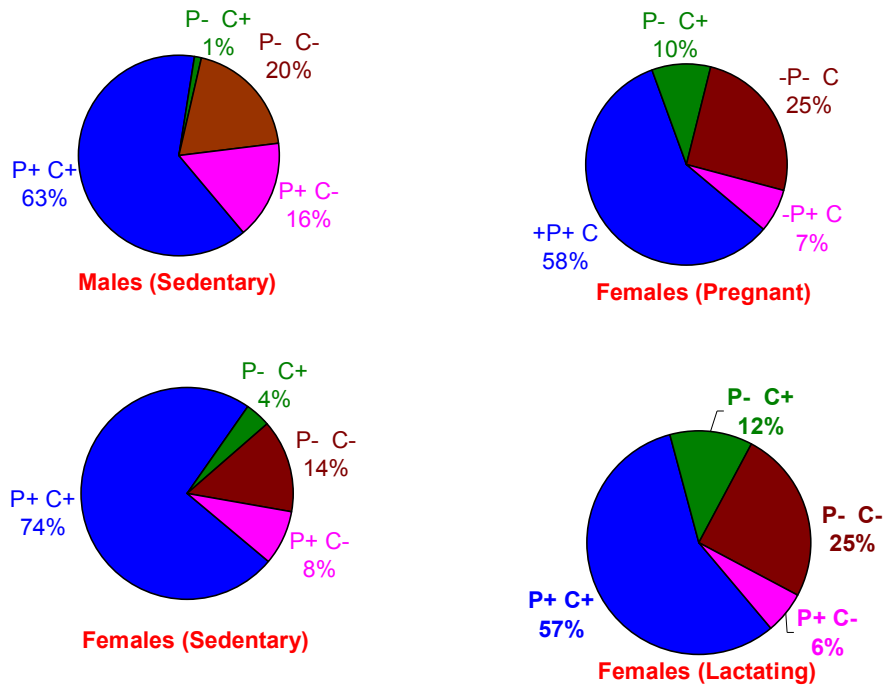 P- C+
1%
P- C-
20%
P+ C+
63%
P+ C-
16%
Males (Sedentary)
P- C+
10%
-P- C
25%
+P+ C
58%
-P+ C
7%
Females (Pregnant)
P- C+
4%
P- C-
14%
P+ C+
74%
P+ C-
8%
Females (Sedentary)
P- C+
12%
P- C-
25%
P+ C+
57%
P+ C-
6%
Females (Lactating)